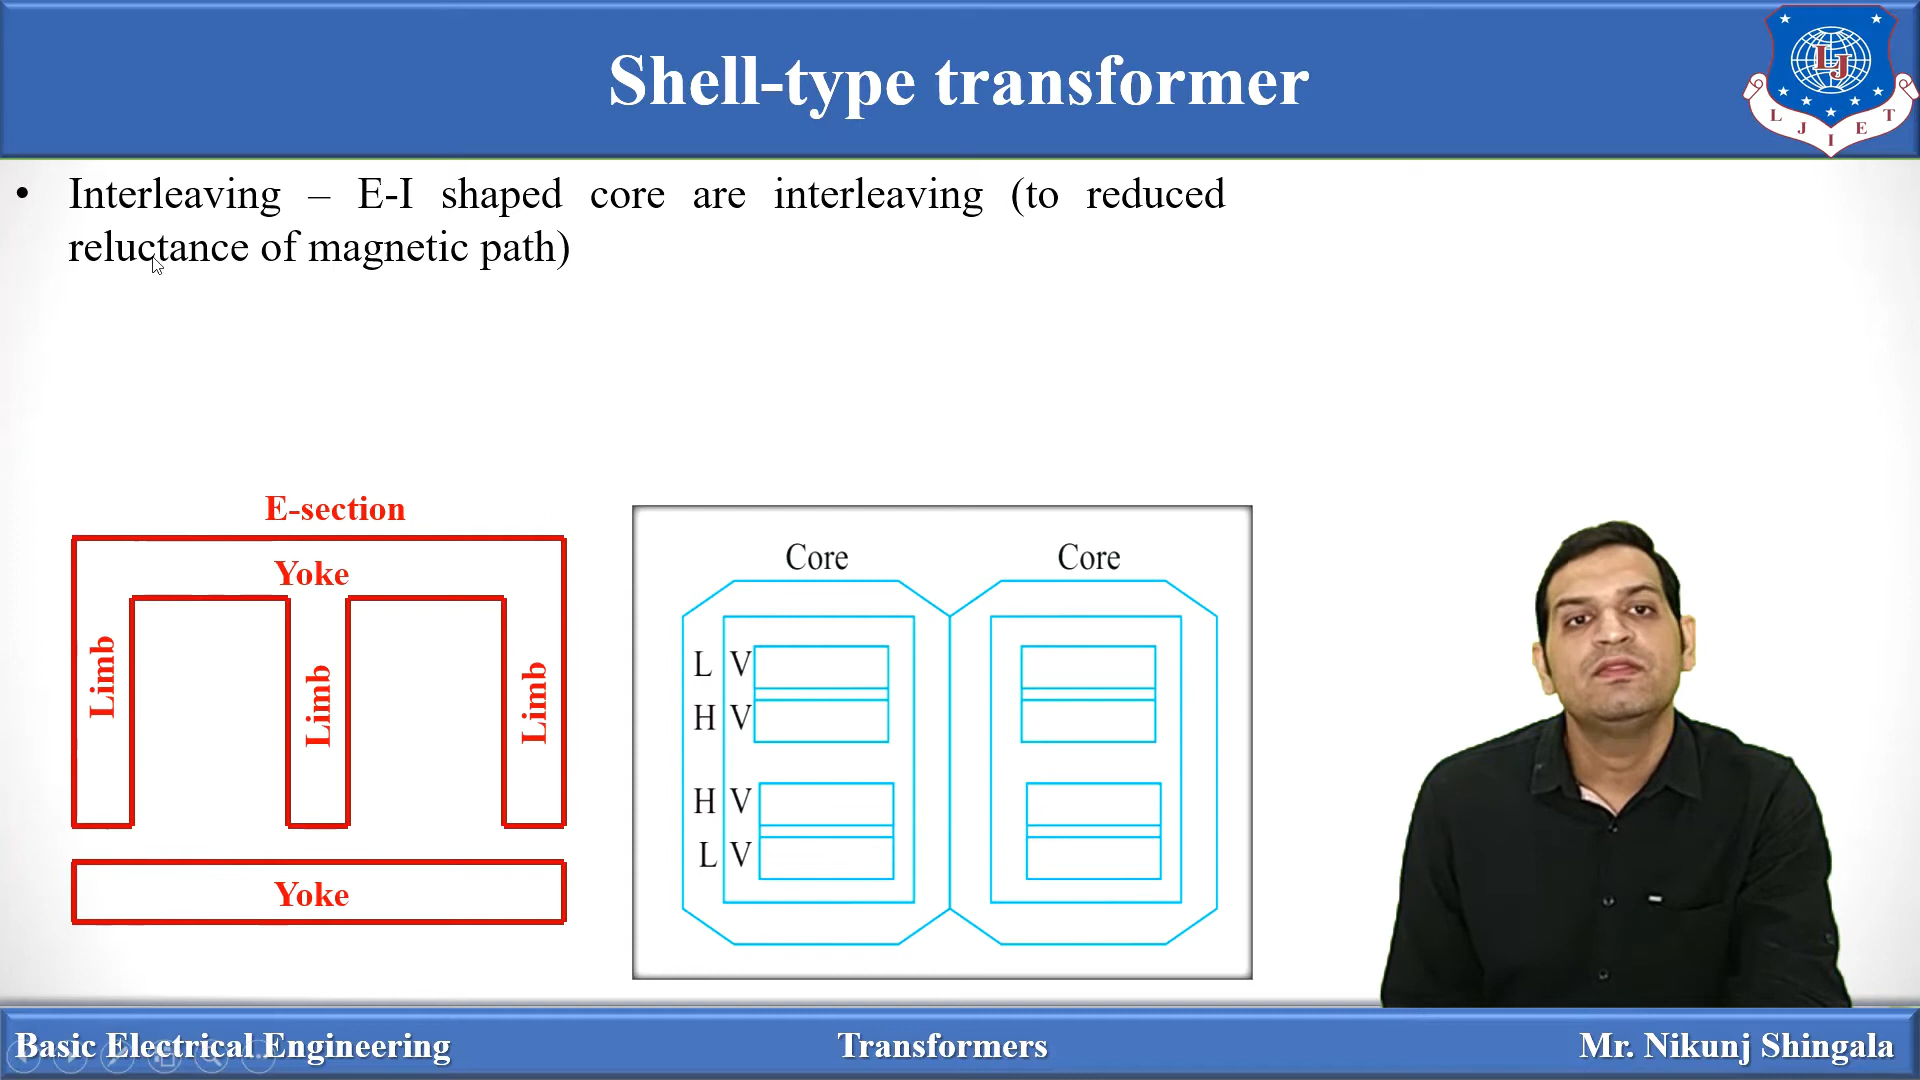 Shell-type transformer
LJ
L J I E T
• Interleaving – E-I shaped core are interleaving (to reduced
reluctance of magnetic path)
E-section
Yoke
Limb
Limb
Limb
Yoke
Core
Core
L V
H V
H V
L V
Basic Electrical Engineering
Transformers
Mr. Nikunj Shingala